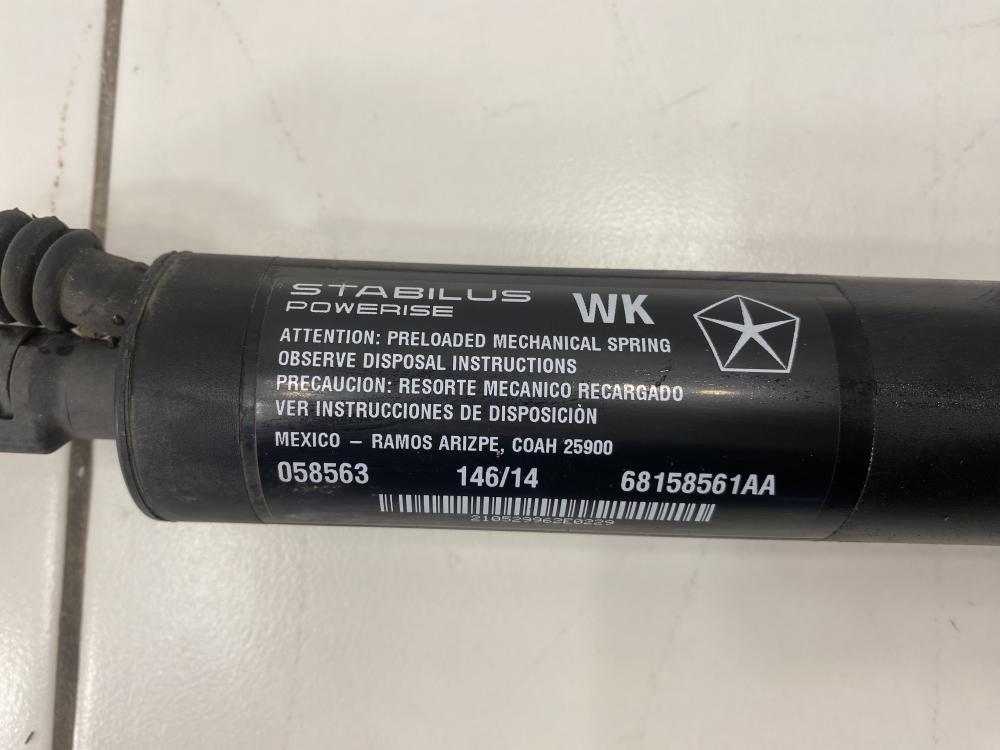 STABILUS
POWERISE
WK
ATTENTION: PRELOADED MECHANICAL SPRING
OBSERVE DISPOSAL INSTRUCTIONS
PRECAUCION: RESORTE MECANICO RECARGADO
VER INSTRUCCIONES DE DISPOSICIÒN
MEXICO – RAMOS ARIZPE, COAH 25900
058563 146/14 68158561AA
210529962E0229